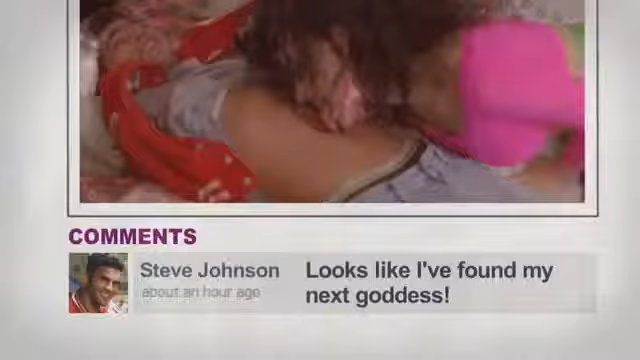 COMMENTS
Steve Johnson
about an hour ago
Looks like I've found my
next goddess!